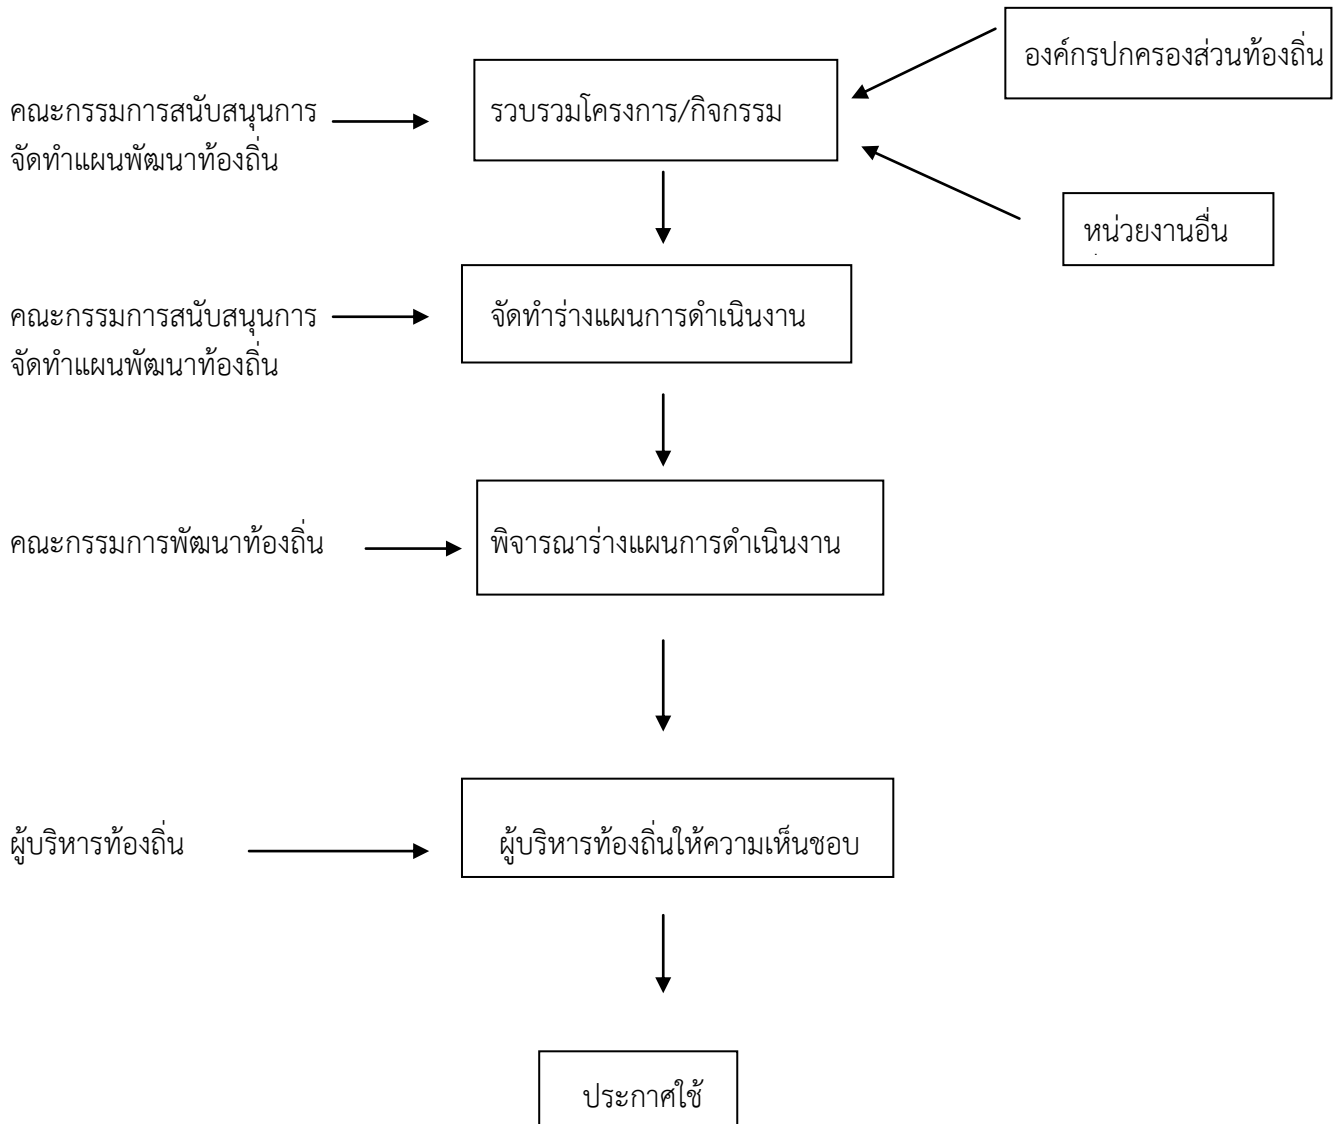 องค์กรปกครองส่วนท้องถิ่น
คณะกรรมการสนับสนุนการ
จัดทำแผนพัฒนาท้องถิ่น
รวบรวมโครงการ/กิจกรรม
หน่วยงานอื่น
คณะกรรมการสนับสนุนการ
จัดทำแผนพัฒนาท้องถิ่น
จัดทำร่างแผนการดำเนินงาน
คณะกรรมการพัฒนาท้องถิ่น
พิจารณาร่างแผนการดำเนินงาน
ผู้บริหารท้องถิ่น
ผู้บริหารท้องถิ่นให้ความเห็นชอบ
ประกาศใช้